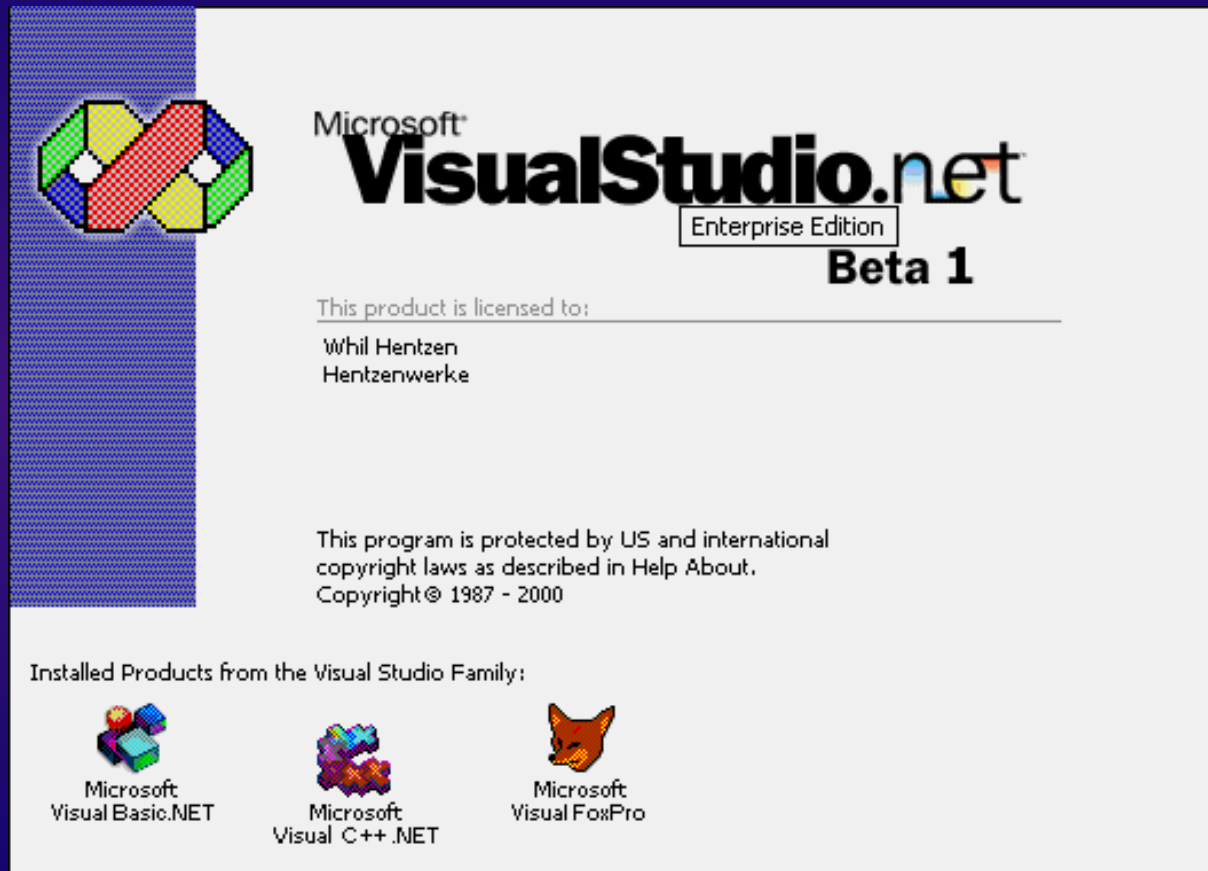 Microsoft®
VisualStudio.net
Enterprise Edition
Beta 1
This product is licensed to:
Whil Hentzen
Hentzenwerke
This program is protected by US and international
copyright laws as described in Help About.
Copyright© 1987 - 2000
Installed Products from the Visual Studio Family:
Microsoft
Visual Basic.NET
Microsoft
Visual C++ .NET
Microsoft
Visual FoxPro